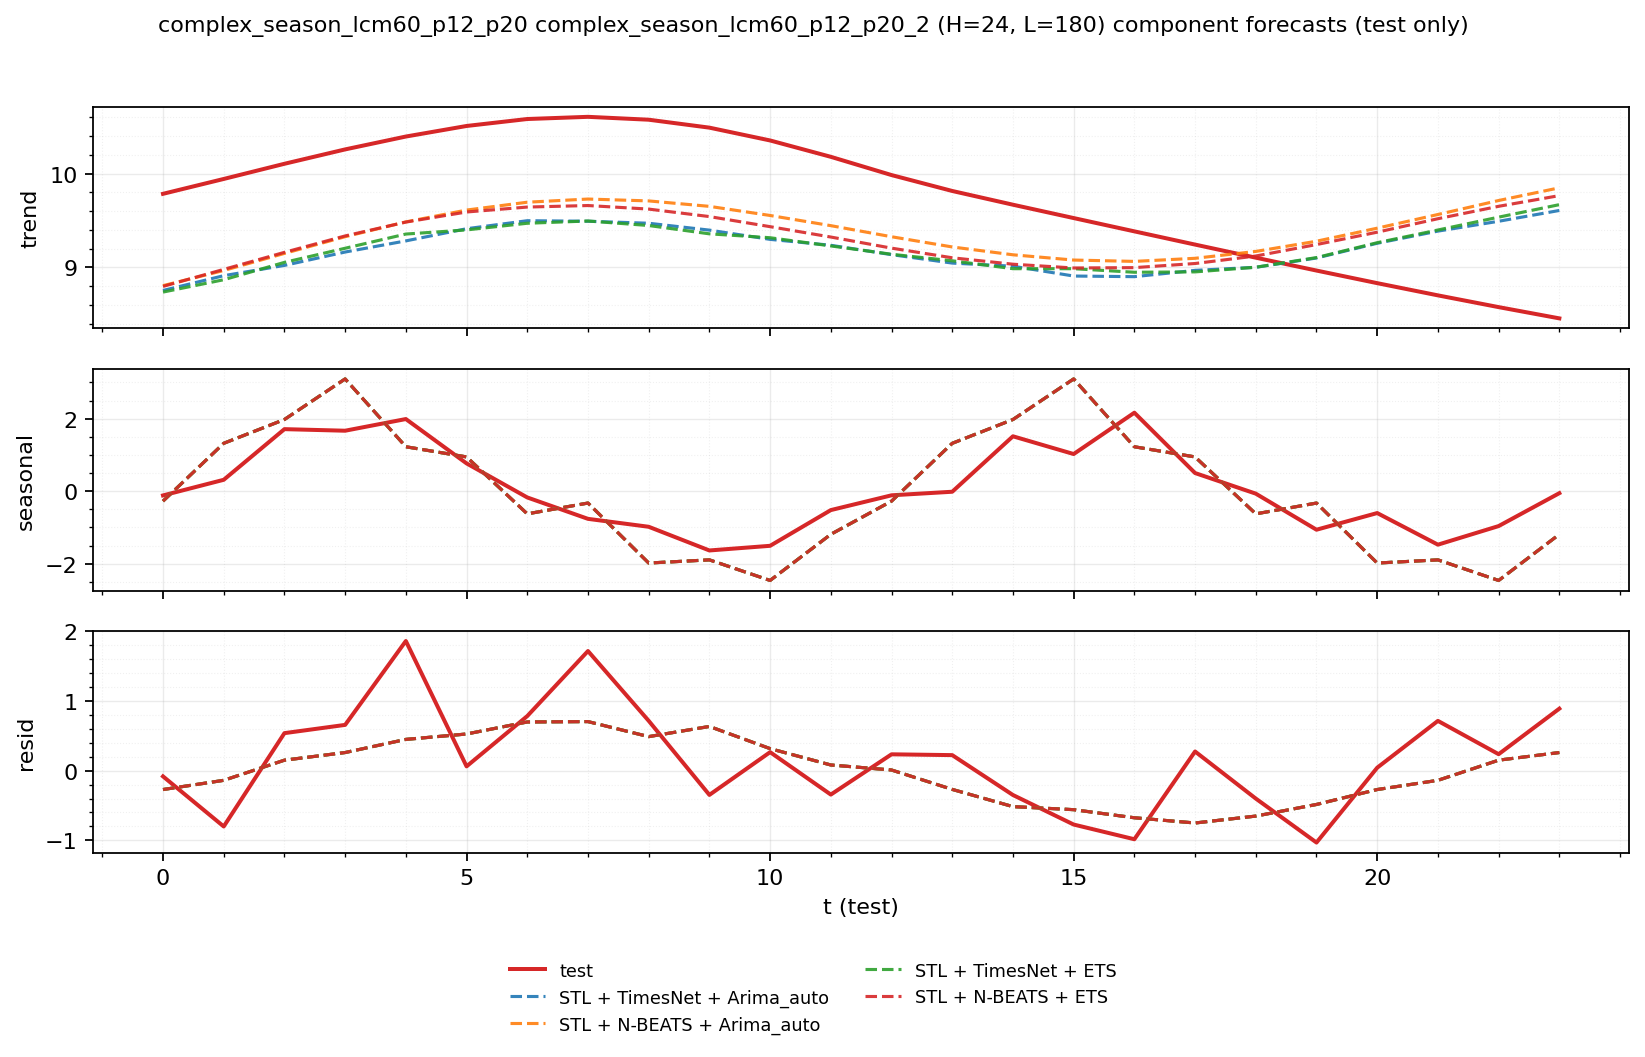 complex_season_lcm60_p12_p20 complex_season_lcm60_p12_p20_2 (H=24, L=180) component forecasts (test only)
trend
10
9
seasonal
2
0
−2
resid
2
1
0
−1
0 5 10 15 20
t (test)
test
STL + TimesNet + Arima_auto
STL + N-BEATS + Arima_auto
STL + TimesNet + ETS
STL + N-BEATS + ETS